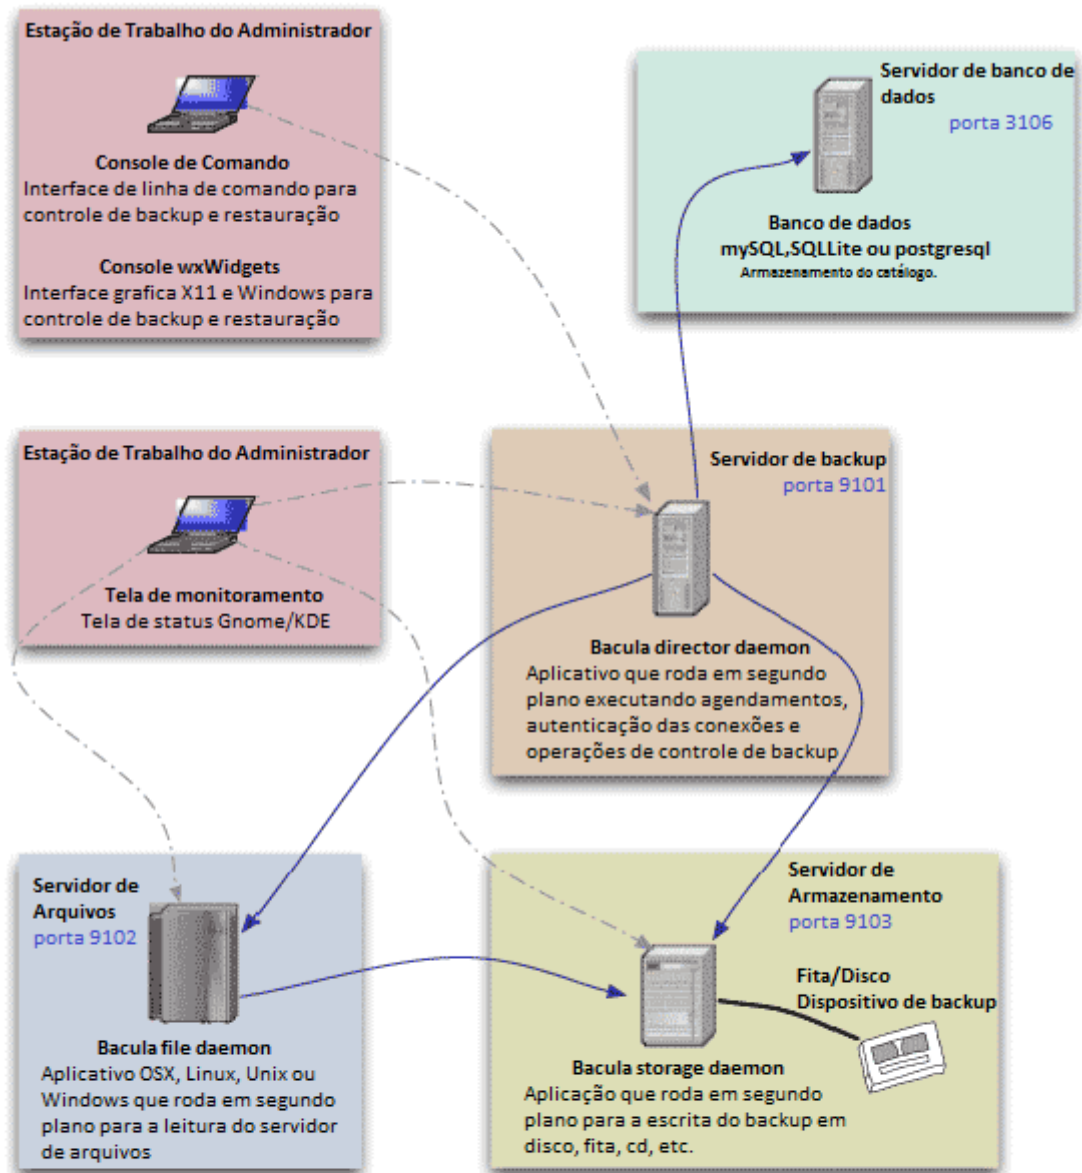 Estação de Trabalho do Administrador
Console de Comando
Interface de linha de comando para
controle de backup e restauração
Console wxWidgets
Interface grafica X11 e Windows para
controle de backup e restauração
Servidor de banco de
dados
porta 3106
Banco de dados
mySQL,SQLLite ou postgresql
Armazenamento do catálogo.
Estação de Trabalho do Administrador
Tela de monitoramento
Tela de status Gnome/KDE
Servidor de backup
porta 9101
Bacula director daemon
Aplicativo que roda em segundo
plano executando agendamentos,
autenticação das conexões e
operações de controle de backup
Servidor de
Arquivos
porta 9102
Bacula file daemon
Aplicativo OSX, Linux, Unix ou
Windows que roda em segundo
plano para a leitura do servidor
de arquivos
Servidor de
Armazenamento
porta 9103
Fita/Disco
Dispositivo de backup
Bacula storage daemon
Aplicação que roda em segundo
plano para a escrita do backup em
disco, fita, cd, etc.